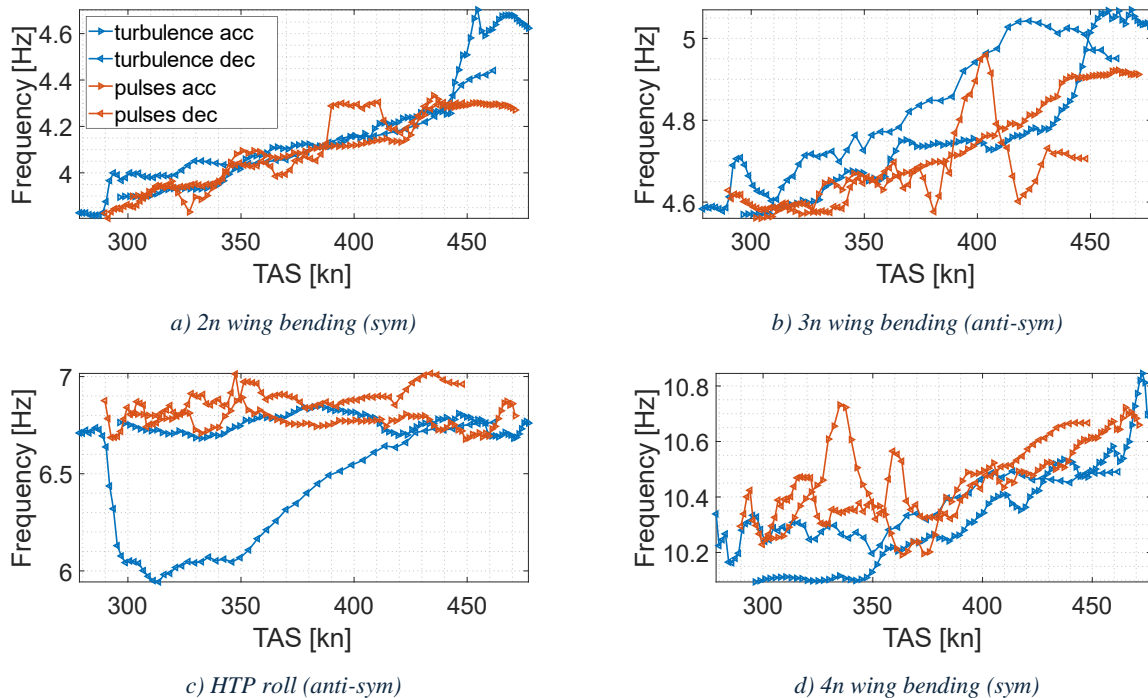 Frequency [Hz]
4.6
4.4
4.2
4
turbulence acc
turbulence dec
pulses acc
pulses dec
300 350 400 450
TAS [kn]
a) 2n wing bending (sym)
Frequency [Hz]
5
4.8
4.6
300 350 400 450
TAS [kn]
b) 3n wing bending (anti-sym)
Frequency [Hz]
7
6.5
6
300 350 400 450
TAS [kn]
c) HTP roll (anti-sym)
Frequency [Hz]
10.8
10.6
10.4
10.2
300 350 400 450
TAS [kn]
d) 4n wing bending (sym)